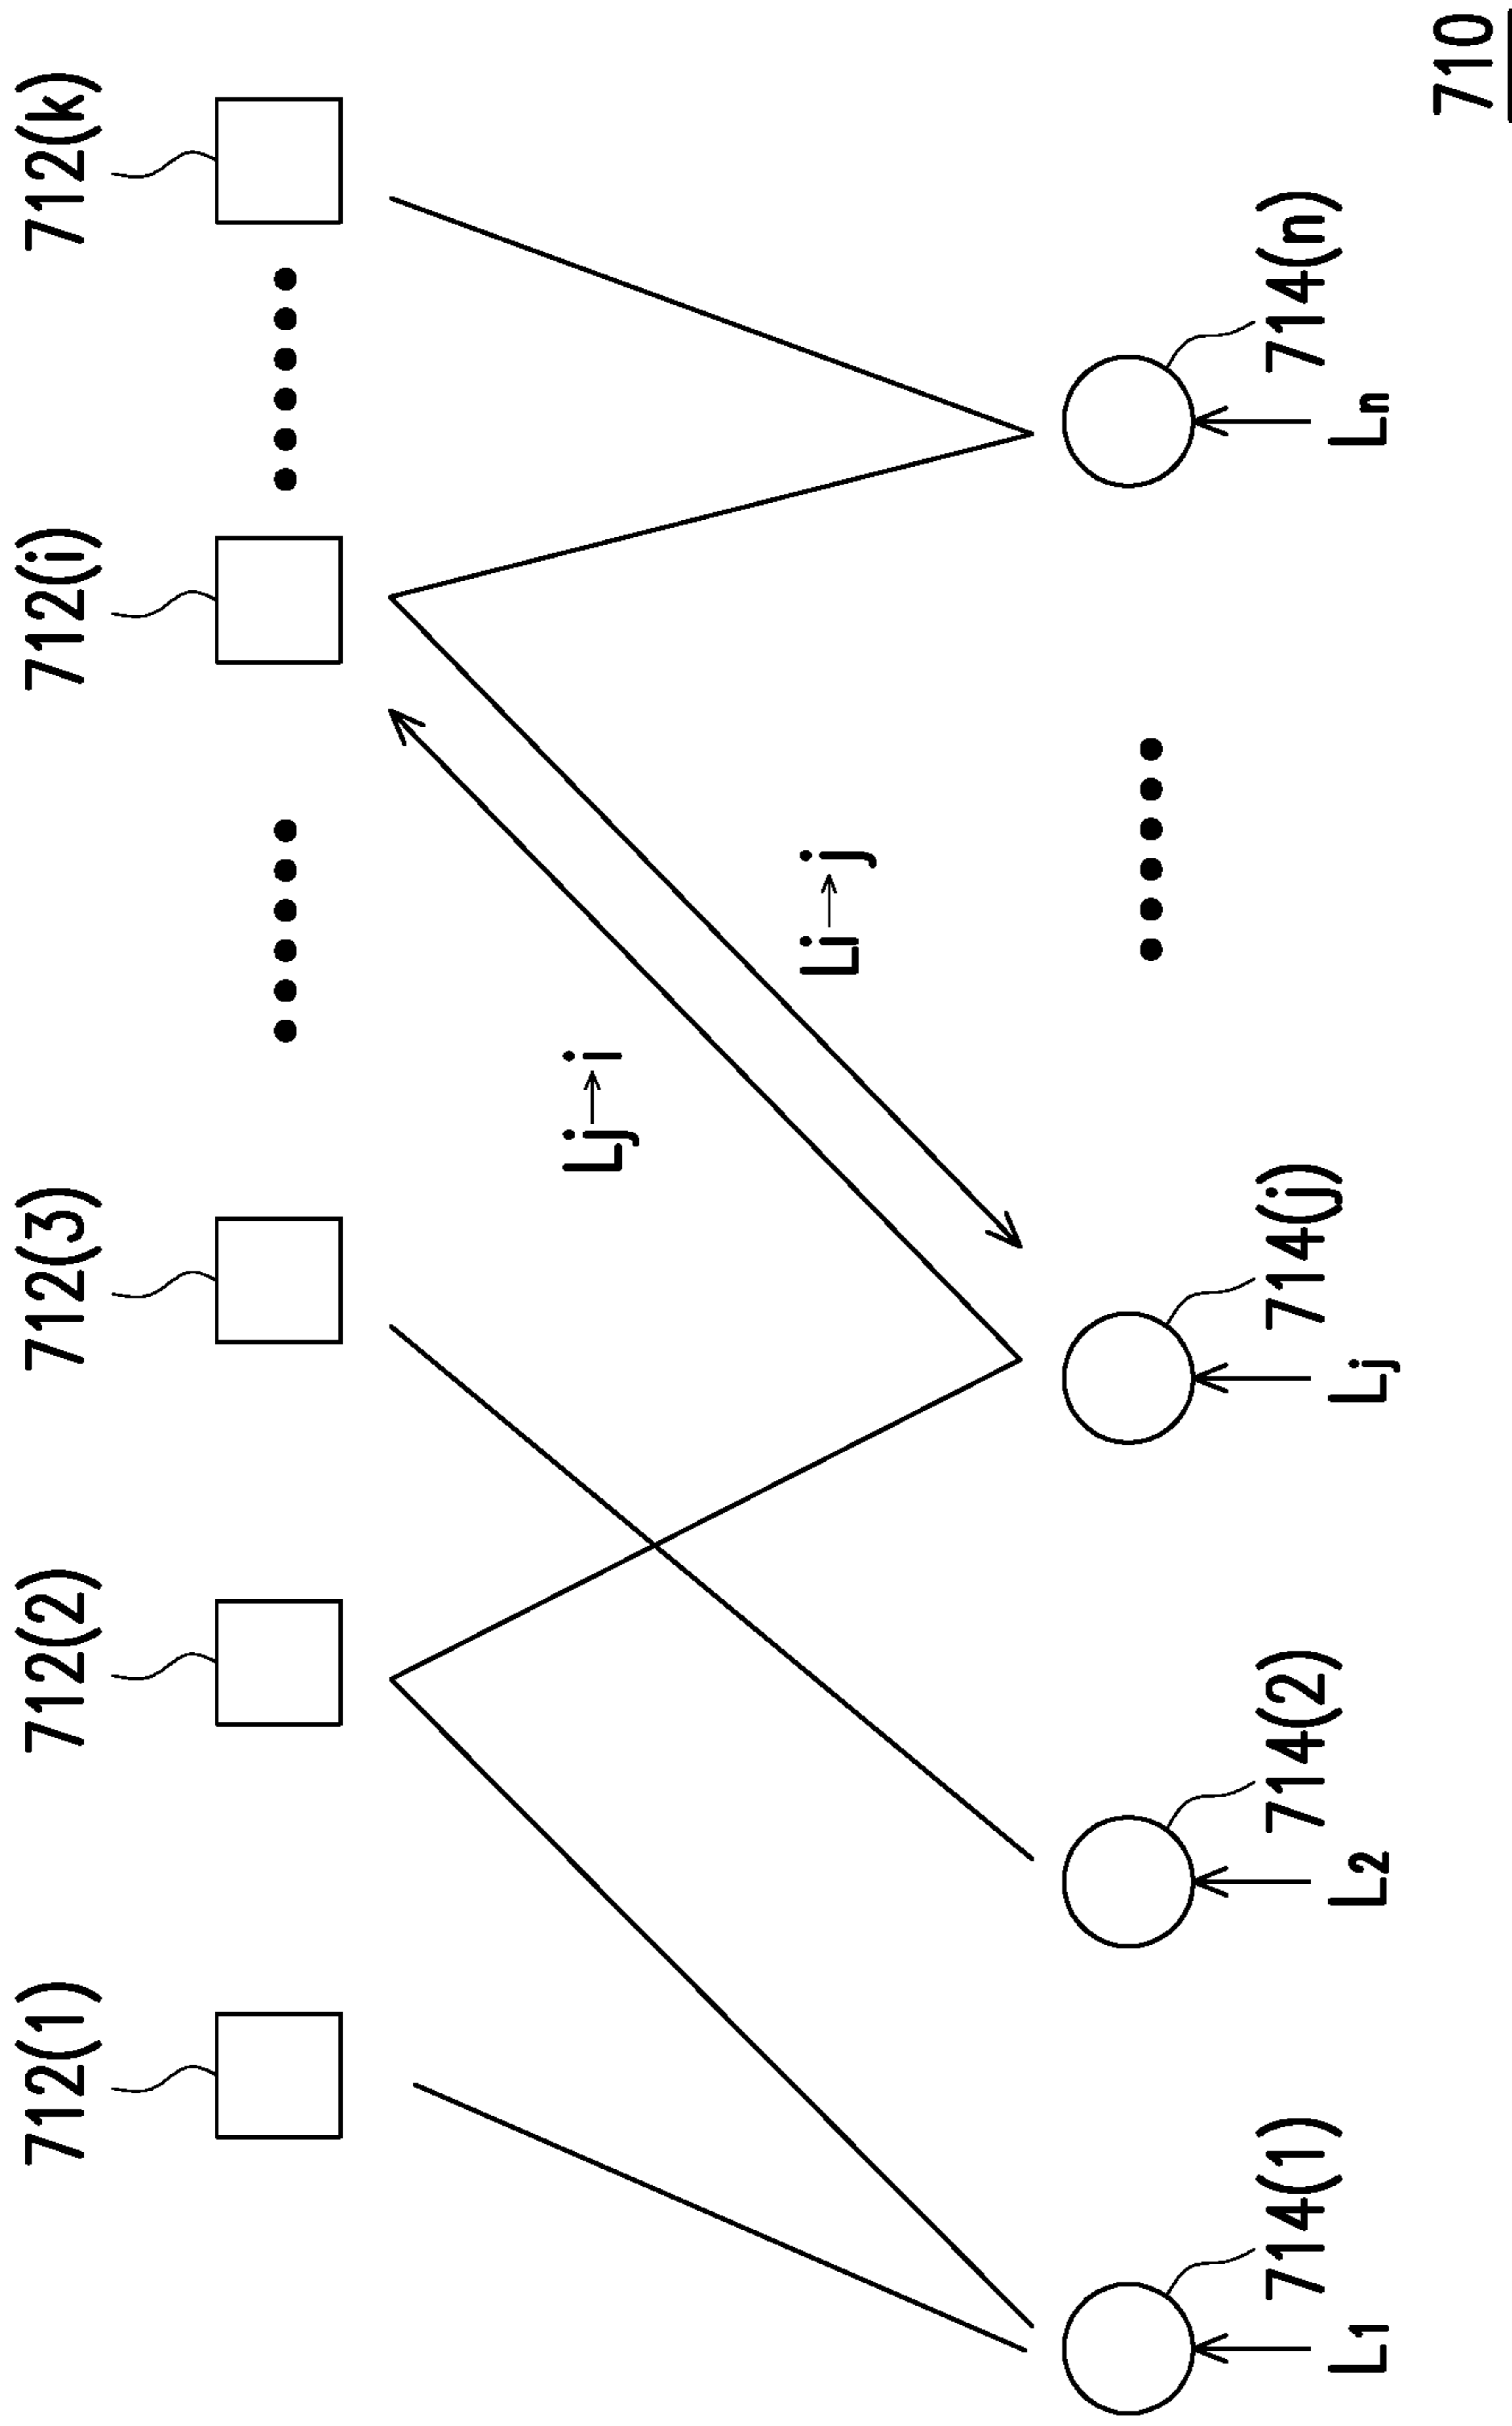 712(1)
712(2)
712(3)
712(i)
712(k)
Lj→i
Li→j
714(1)
714(2)
714(j)
714(n)
L1
L2
Lj
Ln
710